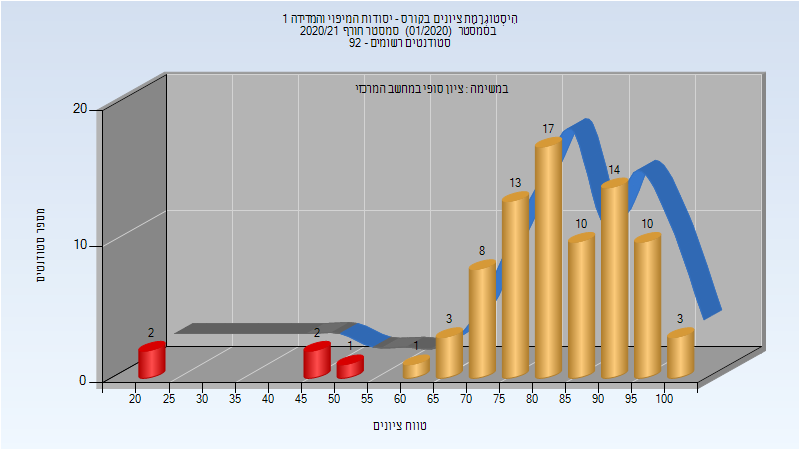 הִיסְטוֹגְרַמַת ציונים בקורס - יסודות המיפוי והמדידה 1
בסמסטר (01/2020) סמסטר חורף 2020/21
סטודנטים רשומים - 92
במשימה : ציון סופי במחשב המרכזי
20
10
0
מספר סטודנטים
2
2
1
1
3
8
13
17
10
14
10
3
20 25 30 35 40 45 50 55 60 65 70 75 80 85 90 95 100
טווח ציונים